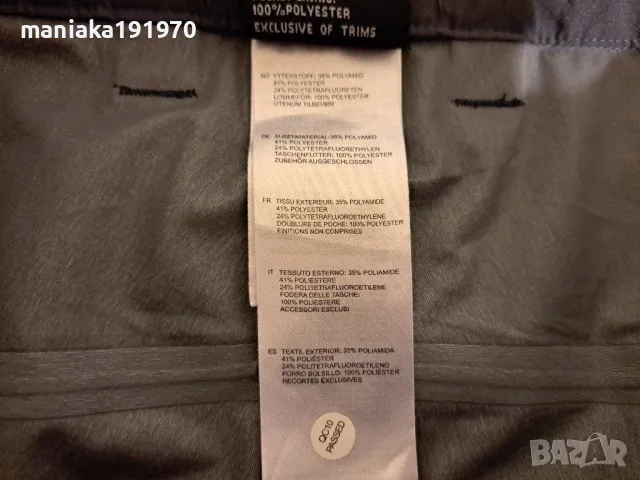 maniaka191970
100%POLYESTER
EXCLUSIVE OF TRIMS
NO YTTERSTOFF: 35% POLYAMID
41% POLYESTER
24% POLYTETRAFLUORETYLEN
LOMMEFÔR: 100% POLYESTER
UTENOM TILBEHØR
DE AUßENMATERIAL: 35% POLYAMID
41% POLYESTER
24% POLYTETRAFLUORETHYLEN
TASCHENFUTTER: 100% POLYESTER
ZUBEHÖR AUSGESCHLOSSEN
FR TISSU EXTERIEUR: 35% POLYAMIDE
41% POLYESTER
24% POLYTETRAFLUOROETHYLENE
DOUBLURE DE POCHE: 100% POLYESTER
FINITIONS NON COMPRISES
IT TESSUTO ESTERNO: 35% POLIAMIDE
41% POLIESTERE
24% POLITETRAFLUOROETILENE
FODERA DELLE TASCHE:
100% POLIESTERE
ACCESSORI ESCLUSI
ES TEXTIL EXTERIOR: 35% POLIAMIDA
41% POLIÉSTER
24% POLITETRAFLUOROETILENO
FORRO BOLSILLO: 100% POLIÉSTER
RECORTES EXCLUSIVES
QC10
PASSED
BAZAR